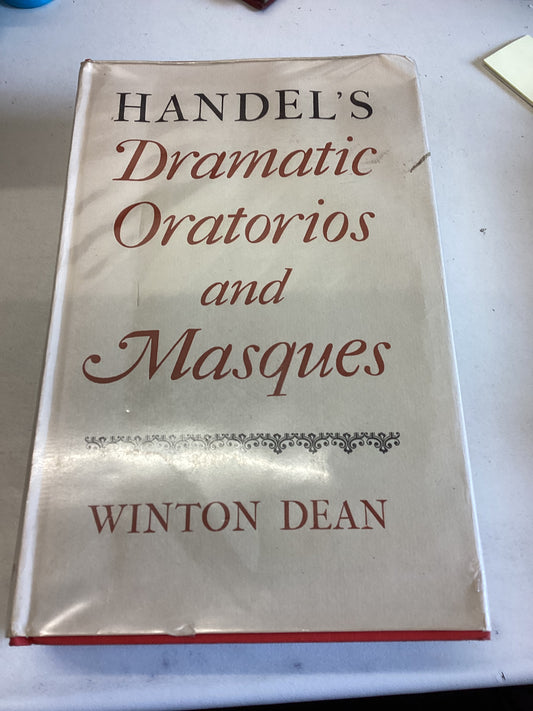 HANDEL'S
Dramatic
Oratorios
and
Masques
WINTON DEAN